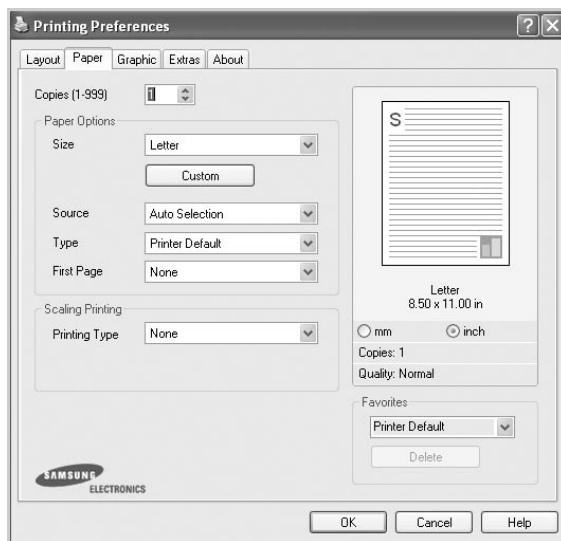 Printing Preferences
Layout Paper Graphic Extras About
Copies (1-999) 1
Paper Options
Size Letter
Custom
Source Auto Selection
Type Printer Default
First Page None
Scaling Printing
Printing Type None
S
Letter
8.50 x 11.00 in
mm inch
Copies: 1
Quality: Normal
Favorites
Printer Default
Delete
SAMSUNG
ELECTRONICS
OK Cancel Help